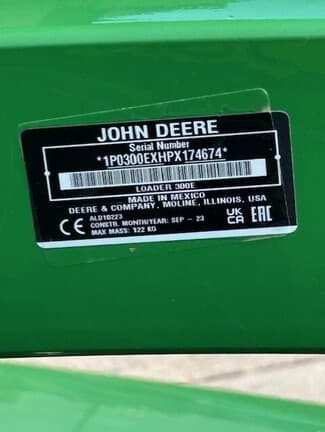 JOHN DEERE
Serial Number
*1P0300EXHPX174674*
LOADER 300E
MADE IN MEXICO
DEERE & COMPANY, MOLINE, ILLINOIS, USA
ALO10223
CONSTR. MONTH/YEAR: SEP - 23
MAX MASS: 122 KG
CE
UK
CA
EAC